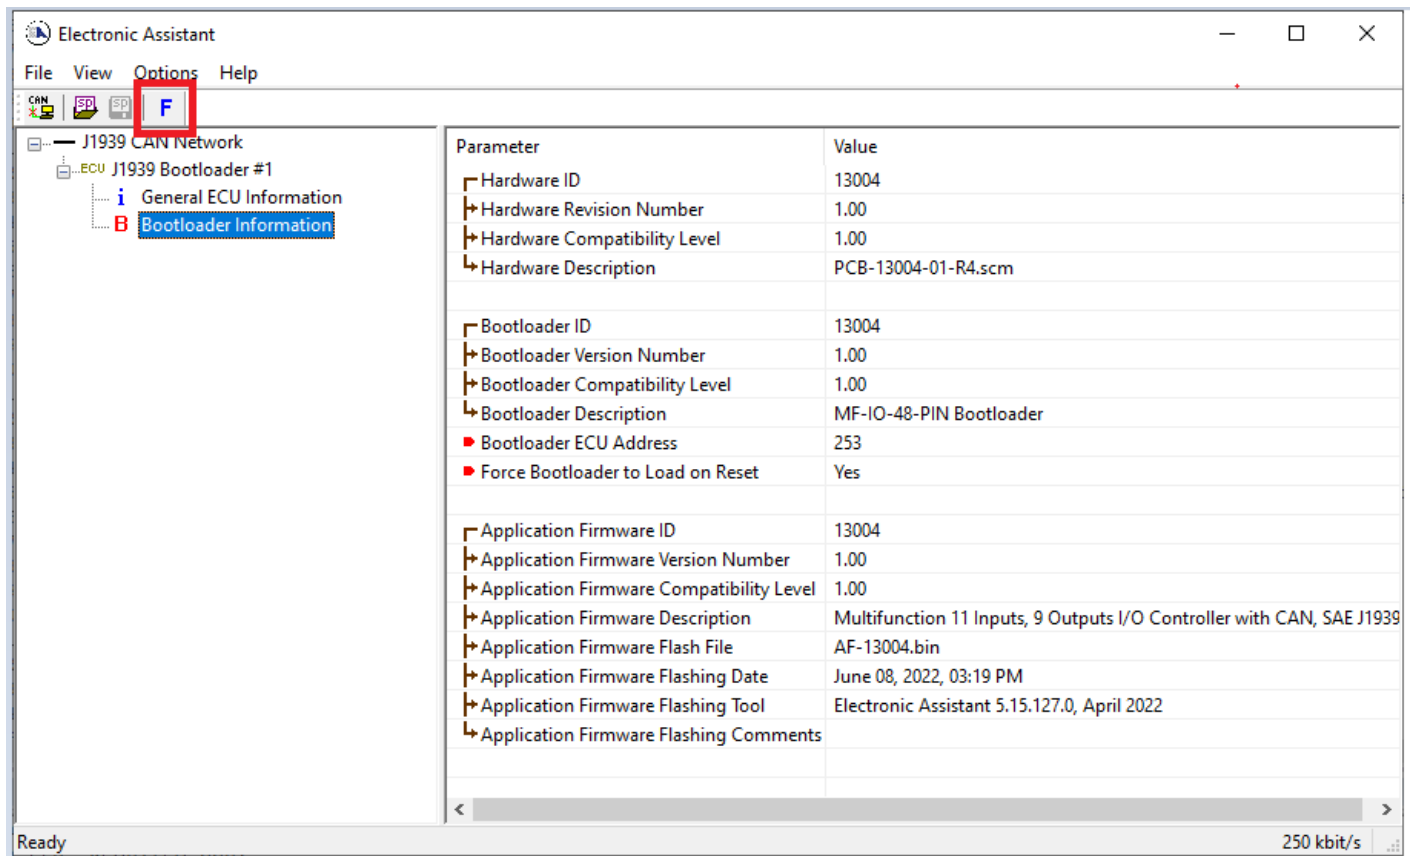 Electronic Assistant
File View Options Help
CAN SP SP F
J1939 CAN Network
ECU J1939 Bootloader #1
i General ECU Information
B Bootloader Information
Parameter Value
Hardware ID 13004
Hardware Revision Number 1.00
Hardware Compatibility Level 1.00
Hardware Description PCB-13004-01-R4.scm
Bootloader ID 13004
Bootloader Version Number 1.00
Bootloader Compatibility Level 1.00
Bootloader Description MF-IO-48-PIN Bootloader
Bootloader ECU Address 253
Force Bootloader to Load on Reset Yes
Application Firmware ID 13004
Application Firmware Version Number 1.00
Application Firmware Compatibility Level 1.00
Application Firmware Description Multifunction 11 Inputs, 9 Outputs I/O Controller with CAN, SAE J1939
Application Firmware Flash File AF-13004.bin
Application Firmware Flashing Date June 08, 2022, 03:19 PM
Application Firmware Flashing Tool Electronic Assistant 5.15.127.0, April 2022
Application Firmware Flashing Comments
Ready 250 kbit/s